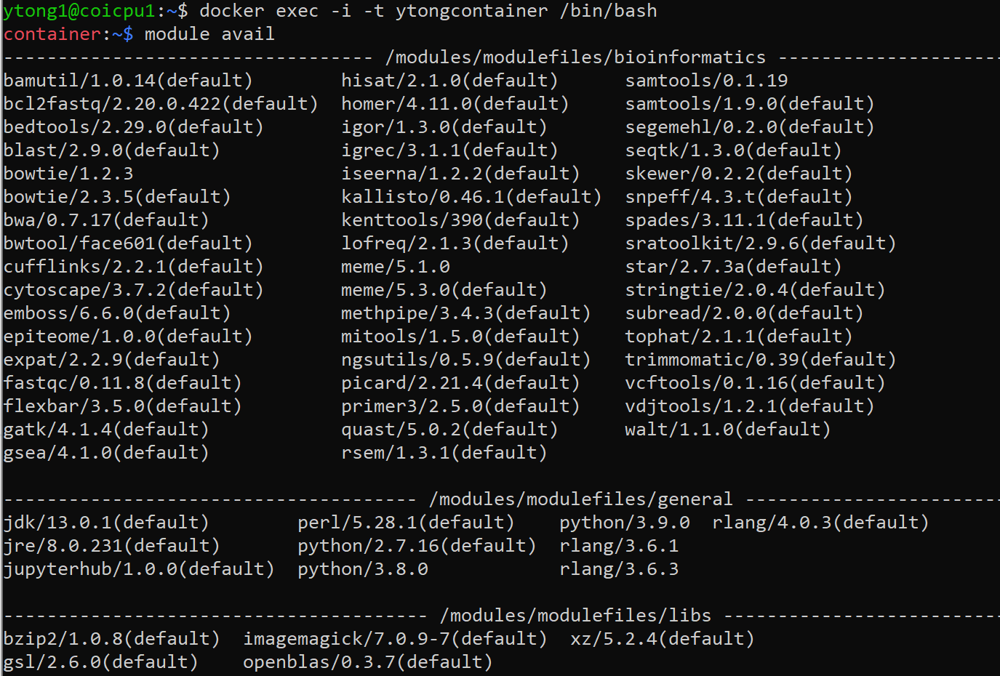 ytong1@coicpu1:~$ docker exec -i -t ytongcontainer /bin/bash
container:~$ module avail
---------------------------------- /modules/modulefiles/bioinformatics ---------------------
bamutil/1.0.14(default)        hisat/2.1.0(default)      samtools/0.1.19
bcl2fastq/2.20.0.422(default)  homer/4.11.0(default)     samtools/1.9.0(default)
bedtools/2.29.0(default)       igor/1.3.0(default)       segemehl/0.2.0(default)
blast/2.9.0(default)           igrec/3.1.1(default)      seqtk/1.3.0(default)
bowtie/1.2.3                   iseerna/1.2.2(default)    skewer/0.2.2(default)
bowtie/2.3.5(default)          kallisto/0.46.1(default)  snpeff/4.3.t(default)
bwa/0.7.17(default)            kenttools/390(default)    spades/3.11.1(default)
bwtool/face601(default)        lofreq/2.1.3(default)     sratoolkit/2.9.6(default)
cufflinks/2.2.1(default)       meme/5.1.0                star/2.7.3a(default)
cytoscape/3.7.2(default)       meme/5.3.0(default)       stringtie/2.0.4(default)
emboss/6.6.0(default)          methpipe/3.4.3(default)   subread/2.0.0(default)
epiteome/1.0.0(default)        mitools/1.5.0(default)    tophat/2.1.1(default)
expat/2.2.9(default)           ngsutils/0.5.9(default)   trimmomatic/0.39(default)
fastqc/0.11.8(default)         picard/2.21.4(default)    vcftools/0.1.16(default)
flexbar/3.5.0(default)         primer3/2.5.0(default)    vdjtools/1.2.1(default)
gatk/4.1.4(default)            quast/5.0.2(default)      walt/1.1.0(default)
gsea/4.1.0(default)            rsem/1.3.1(default)
-------------------------------------- /modules/modulefiles/general ------------------------
jdk/13.0.1(default)        perl/5.28.1(default)    python/3.9.0  rlang/4.0.3(default)
jre/8.0.231(default)       python/2.7.16(default)  rlang/3.6.1
jupyterhub/1.0.0(default)  python/3.8.0            rlang/3.6.3
--------------------------------------- /modules/modulefiles/libs --------------------------
bzip2/1.0.8(default)  imagemagick/7.0.9-7(default)  xz/5.2.4(default)
gsl/2.6.0(default)    openblas/0.3.7(default)